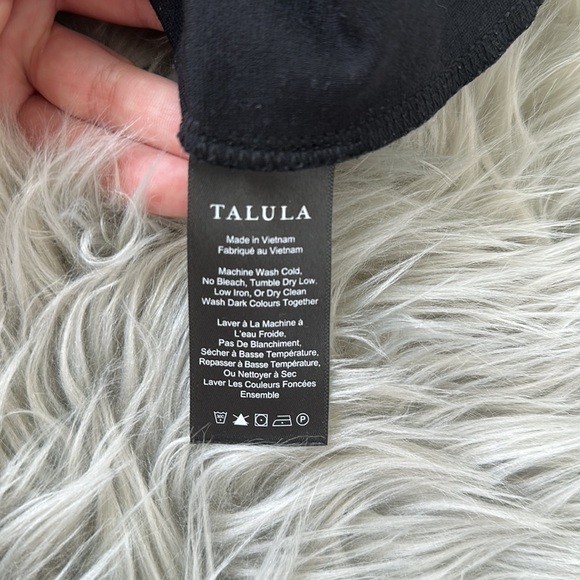 TALULA
Made in Vietnam
Fabriqué au Vietnam
Machine Wash Cold,
No Bleach, Tumble Dry Low.
Low Iron, Or Dry Clean
Wash Dark Colours Together
Laver à La Machine à
L'eau Froide,
Pas De Blanchiment,
Sécher à Basse Température,
Repasser à Basse Température,
Ou Nettoyer à Sec
Laver Les Couleurs Foncées
Ensemble